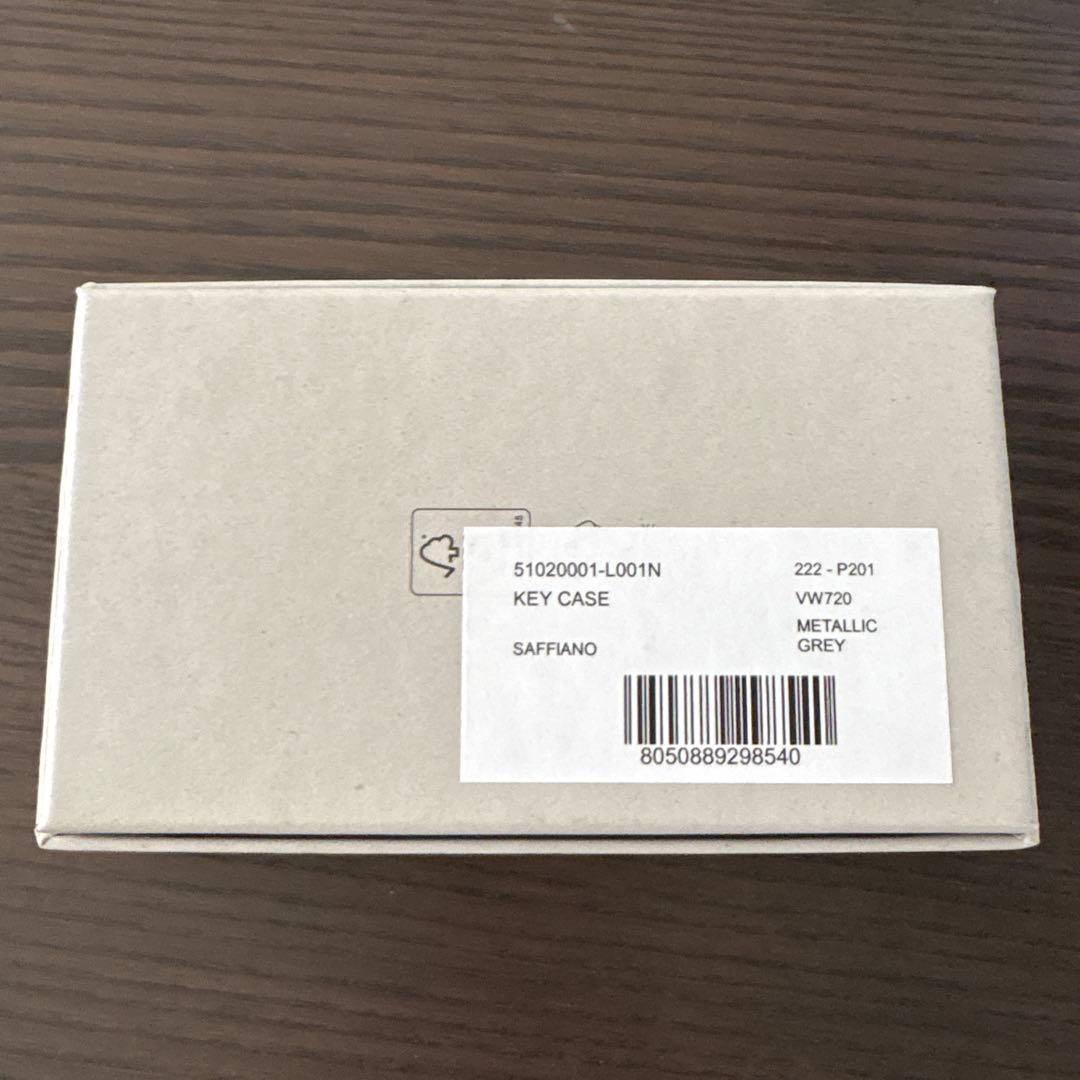 51020001-L001N 222 - P201
KEY CASE VW720
METALLIC
SAFFIANO GREY
8050889298540